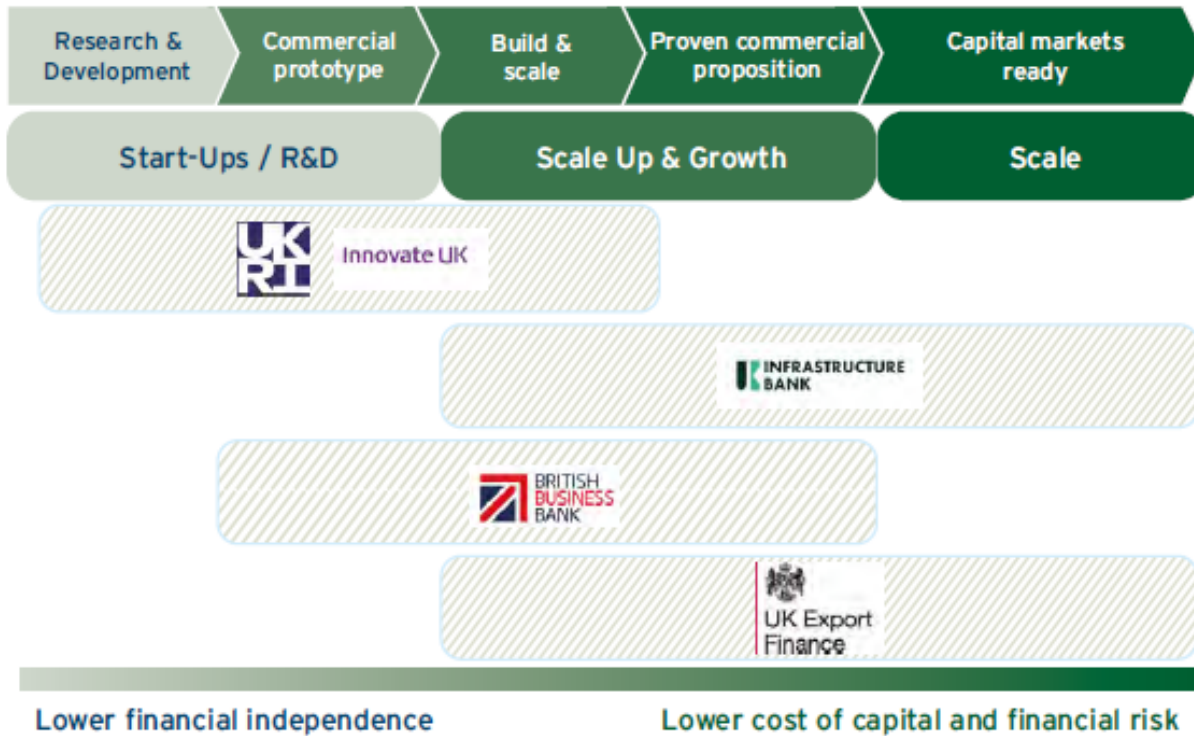 Research &
Development
Commercial
prototype
Build &
scale
Proven commercial
proposition
Capital markets
ready
Start-Ups / R&D
Scale Up & Growth
Scale
UK
RI
Innovate UK
UK INFRASTRUCTURE
BANK
BRITISH
BUSINESS
BANK
UK Export
Finance
Lower financial independence
Lower cost of capital and financial risk